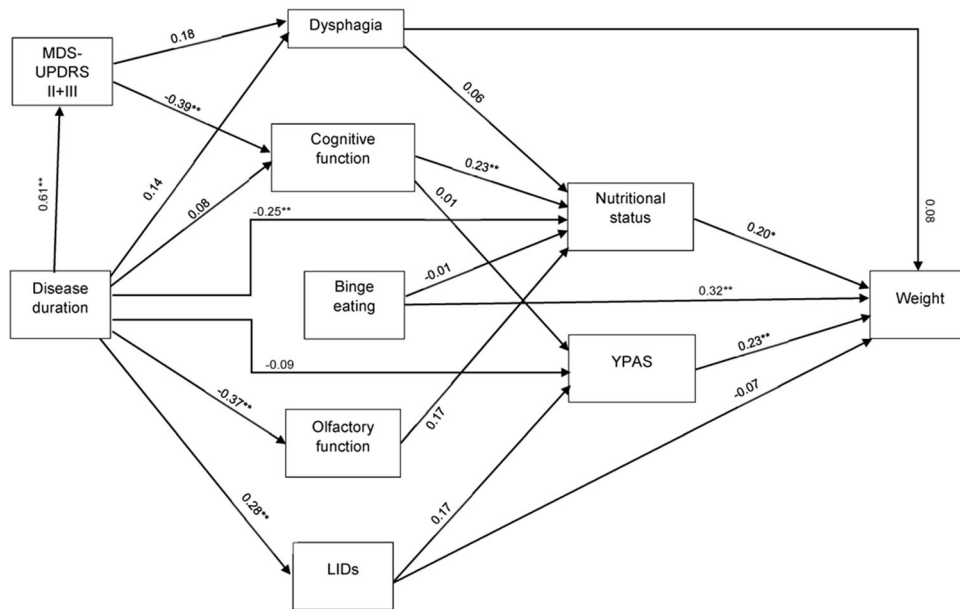 Dysphagia
0.18
MDS-
UPDRS
II+III
0.06
-0.39**
Cognitive
function
0.23**
0.61**
0.14
0.08
0.01
-0.25**
Nutritional
status
0.20*
0.08
-0.01
Disease
duration
Binge
eating
0.32**
Weight
0.23**
YPAS
-0.09
-0.07
-0.37**
Olfactory
function
0.17
0.28**
0.17
LIDs